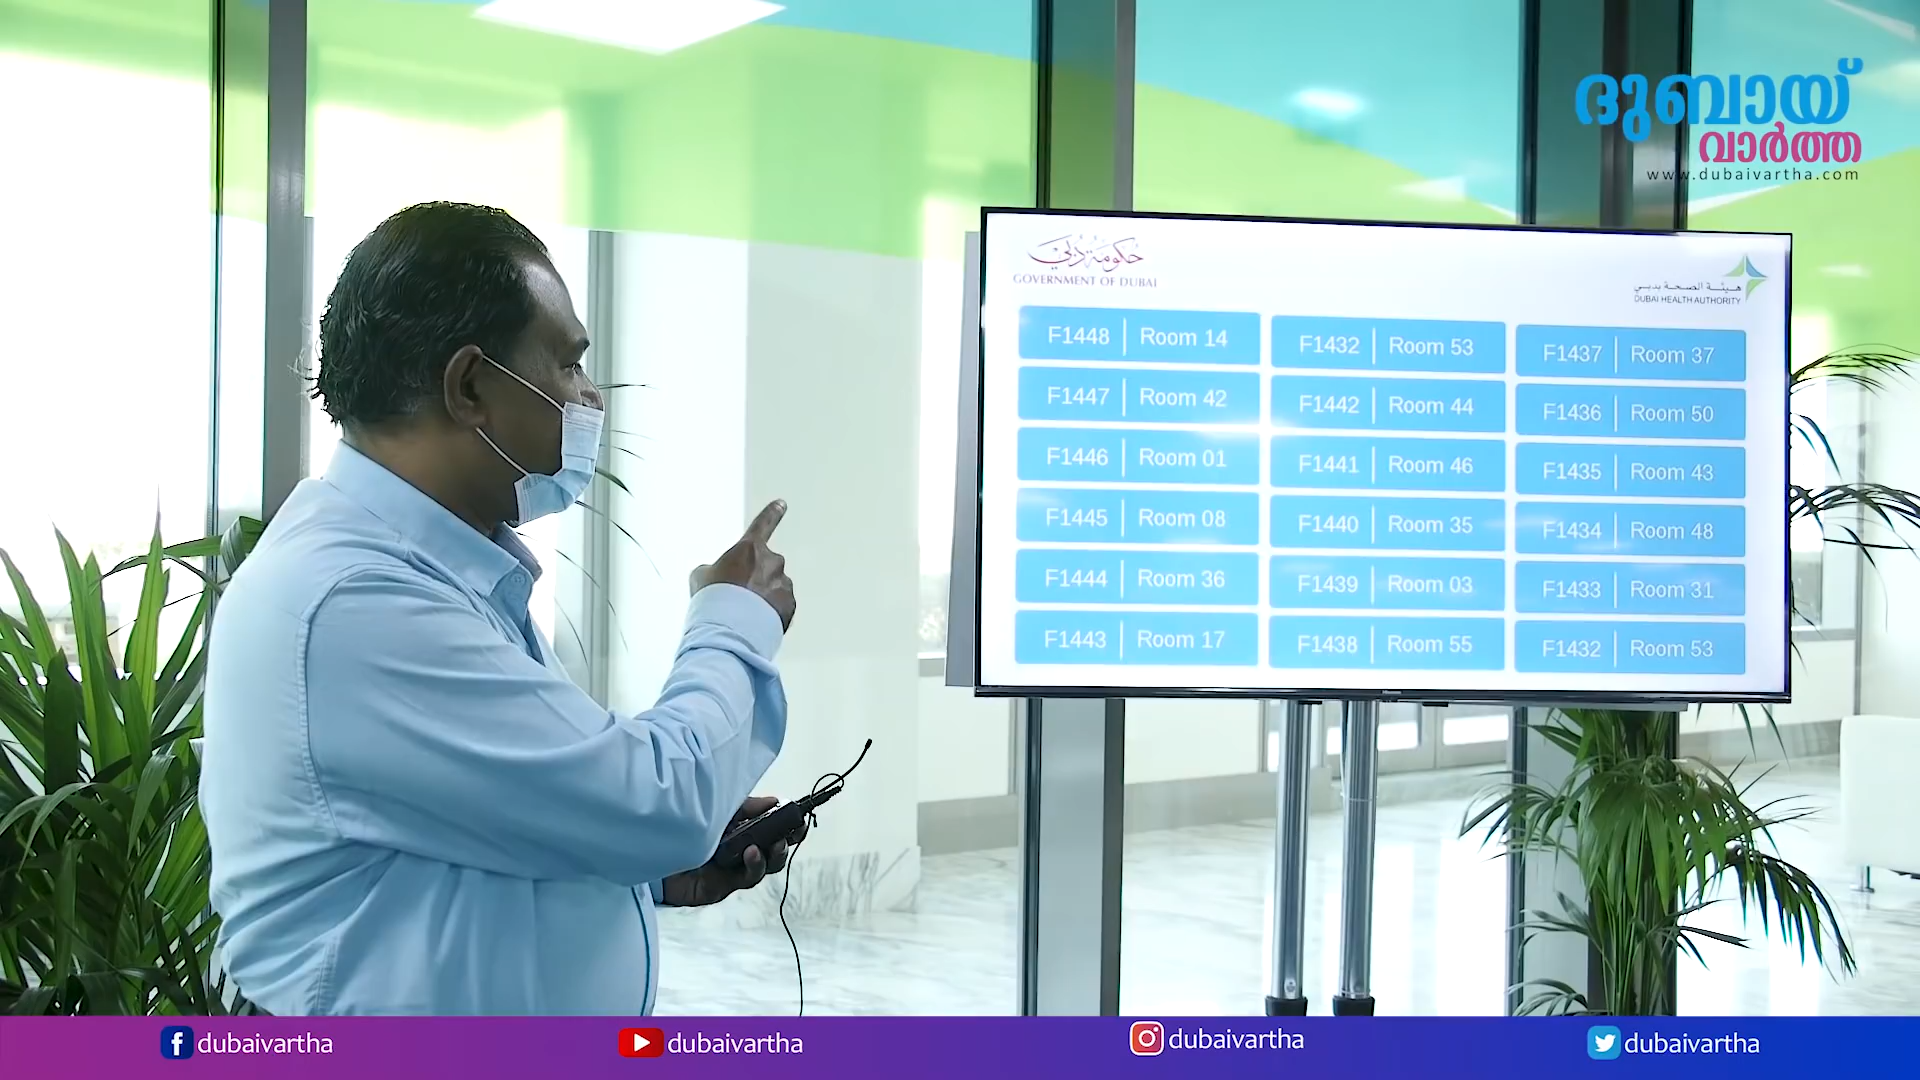 ദുബായ്
വാർത്ത
www.dubaivartha.com
حكومة دبي
GOVERNMENT OF DUBAI
هيئة الصحة بدبي
DUBAI HEALTH AUTHORITY
F1448 Room 14
F1447 Room 42
F1446 Room 01
F1445 Room 08
F1444 Room 36
F1443 Room 17
F1432 Room 53
F1442 Room 44
F1441 Room 46
F1440 Room 35
F1439 Room 03
F1438 Room 55
F1437 Room 37
F1436 Room 50
F1435 Room 43
F1434 Room 48
F1433 Room 31
F1432 Room 53
dubaivartha
dubaivartha
dubaivartha
dubaivartha